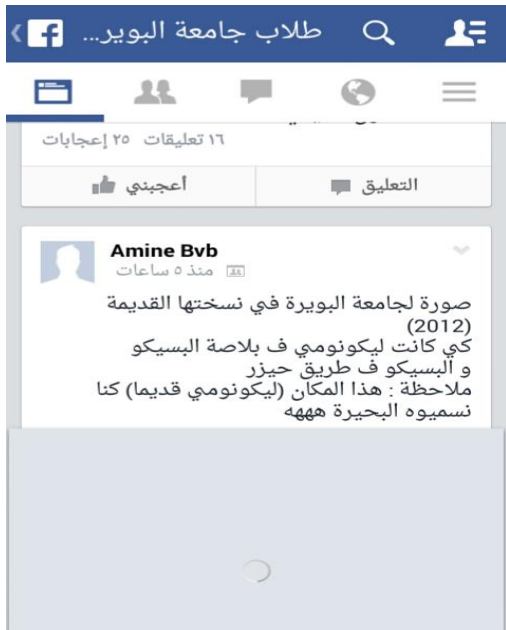 طلاب جامعة البوير...
١٦ تعليقات ٢٥ إعجابات
أعجبني التعليق
Amine Bvb
منذ ٥ ساعات
صورة لجامعة البويرة في نسختها القديمة
(2012)
كي كانت ليكونومي ف بلاصة البسيكو
و البسيكو ف طريق حيزر
ملاحظة : هذا المكان (ليكونومي قديما) كنا
نسميوه البحيرة هههه